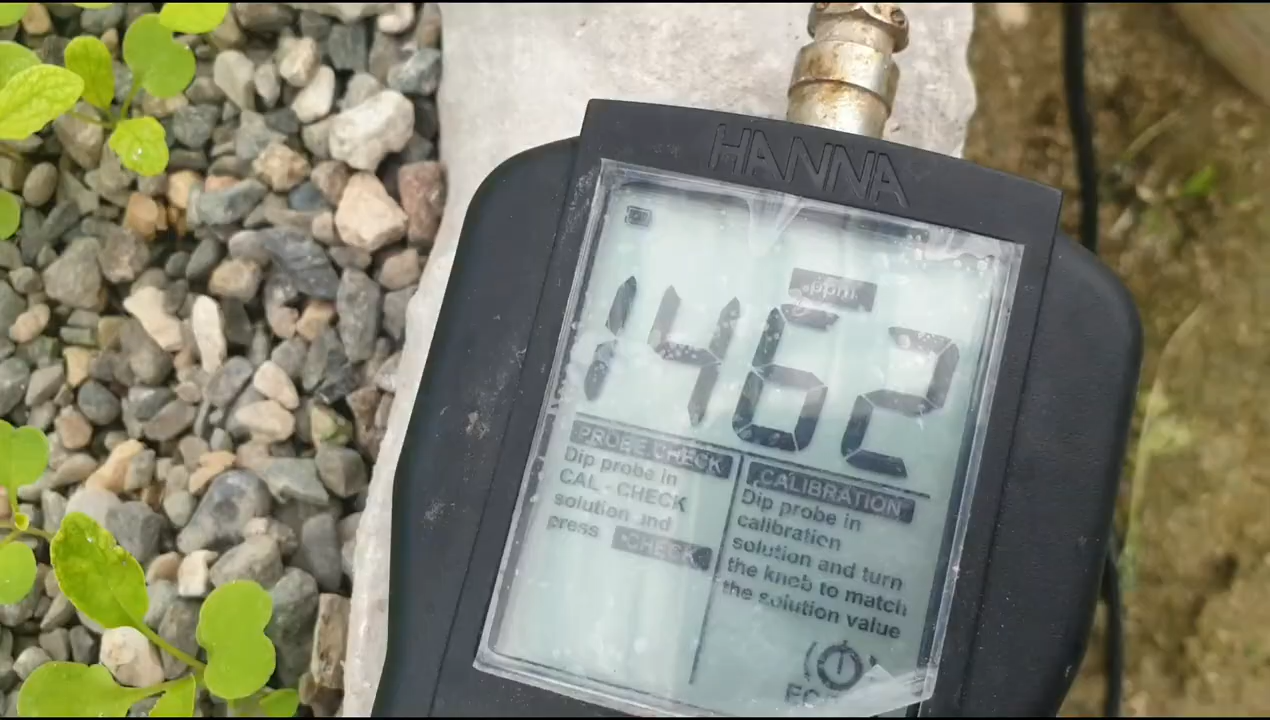 HANNA
ppm
1462
PROBE CHECK
Dip probe in
CAL - CHECK
solution and
press CHECK
CALIBRATION
Dip probe in
calibration
solution and turn
the knob to match
the solution value